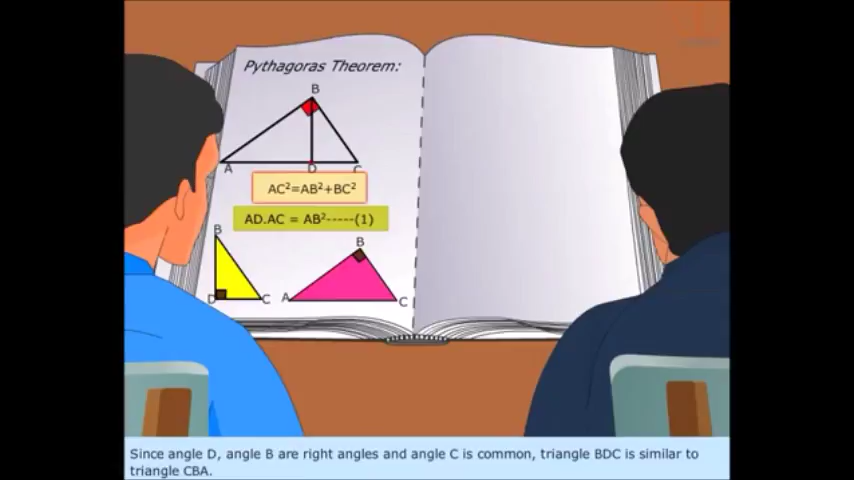 Pythagoras Theorem:
B
A D C
AC²=AB²+BC²
AD.AC = AB²-----(1)
B
D C
B
A C
Since angle D, angle B are right angles and angle C is common, triangle BDC is similar to
triangle CBA.